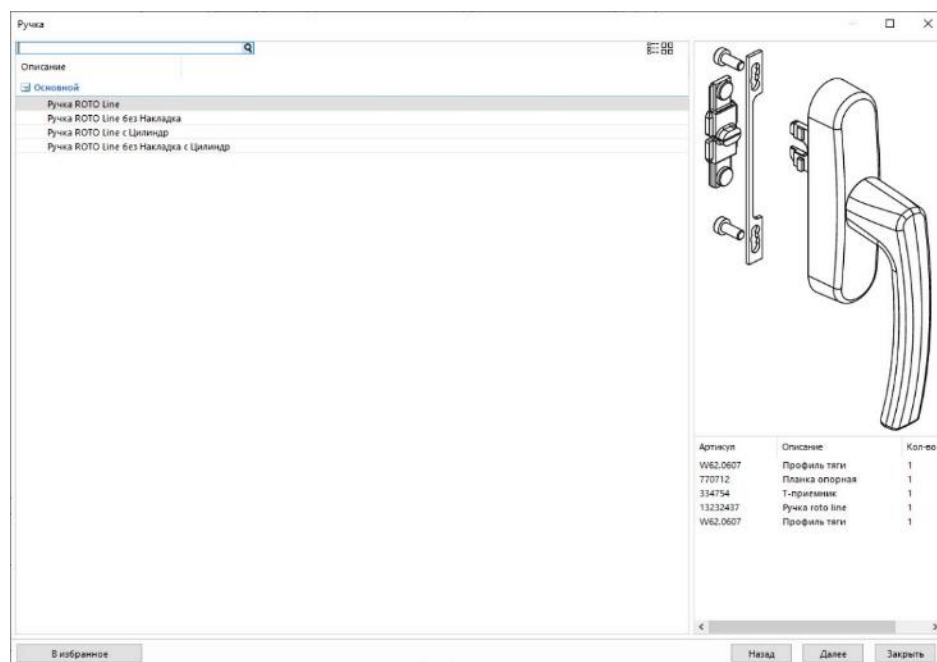 Ручка
Описание
Основной
Ручка ROTO Line
Ручка ROTO Line без Накладка
Ручка ROTO Line с Цилиндр
Ручка ROTO Line без Накладка с Цилиндр
Артикул Описание Кол-во
W62.0607 Профиль тяги 1
770712 Планка опорная 1
334754 Т-приемник 1
13232437 Ручка roto line 1
W62.0607 Профиль тяги 1
В избранное Назад Далее Закрыть